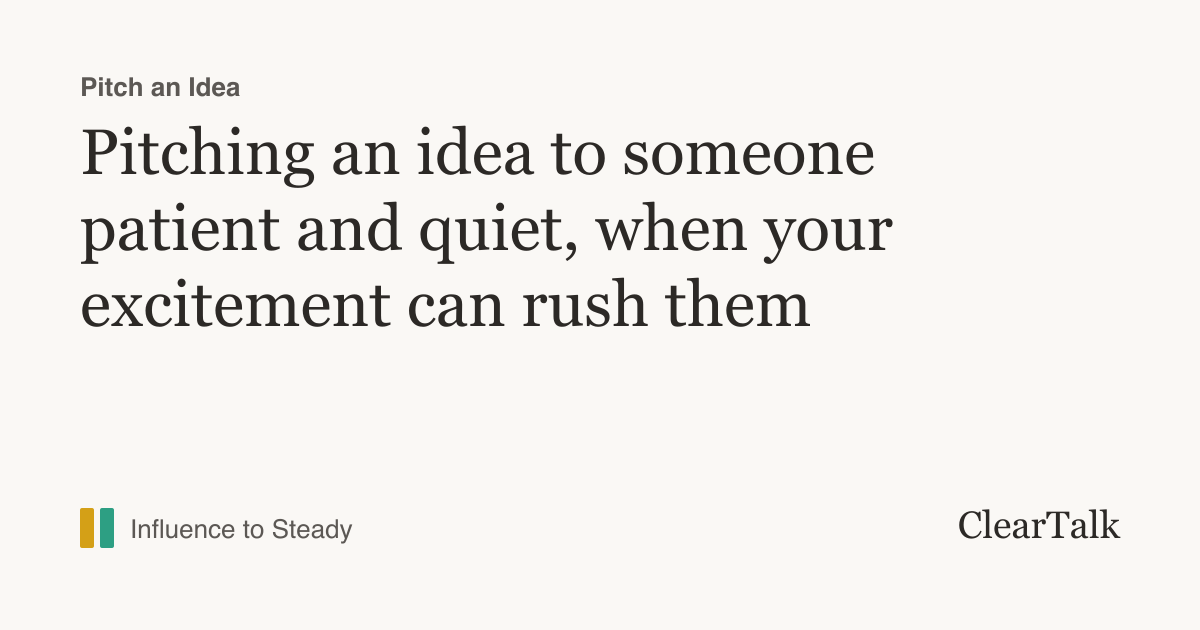 Pitch an Idea
Pitching an idea to someone
patient and quiet, when your
excitement can rush them
Influence to Steady
ClearTalk